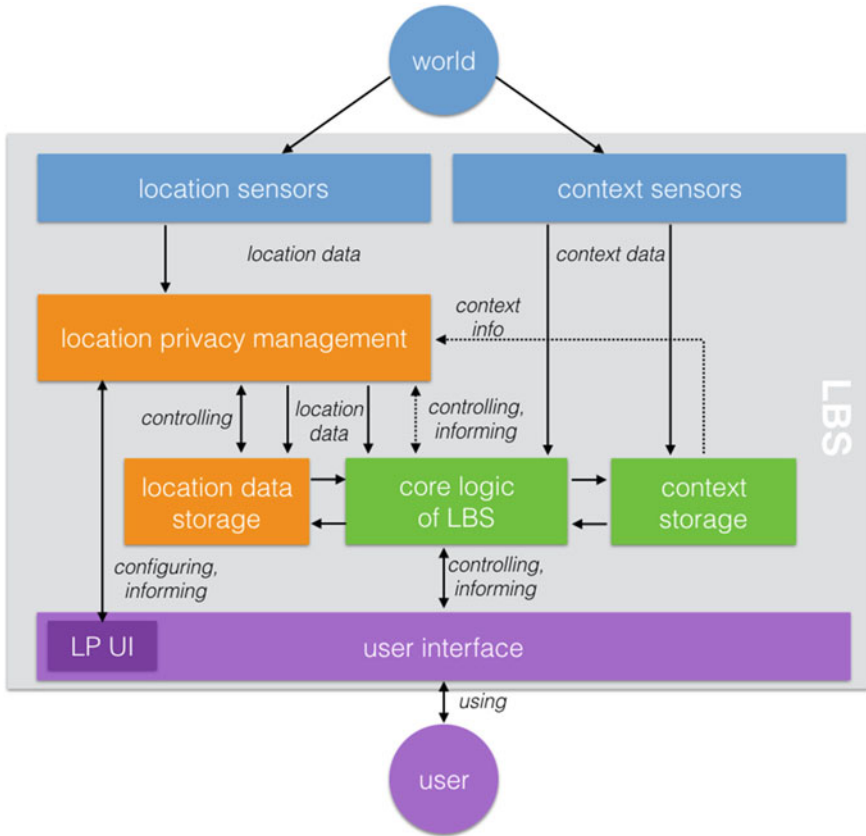 world
location sensors
context sensors
location data
context data
context
info
location privacy management
LBS
controlling
location
data
controlling,
informing
location data
storage
core logic
of LBS
context
storage
configuring,
informing
controlling,
informing
LP UI
user interface
using
user